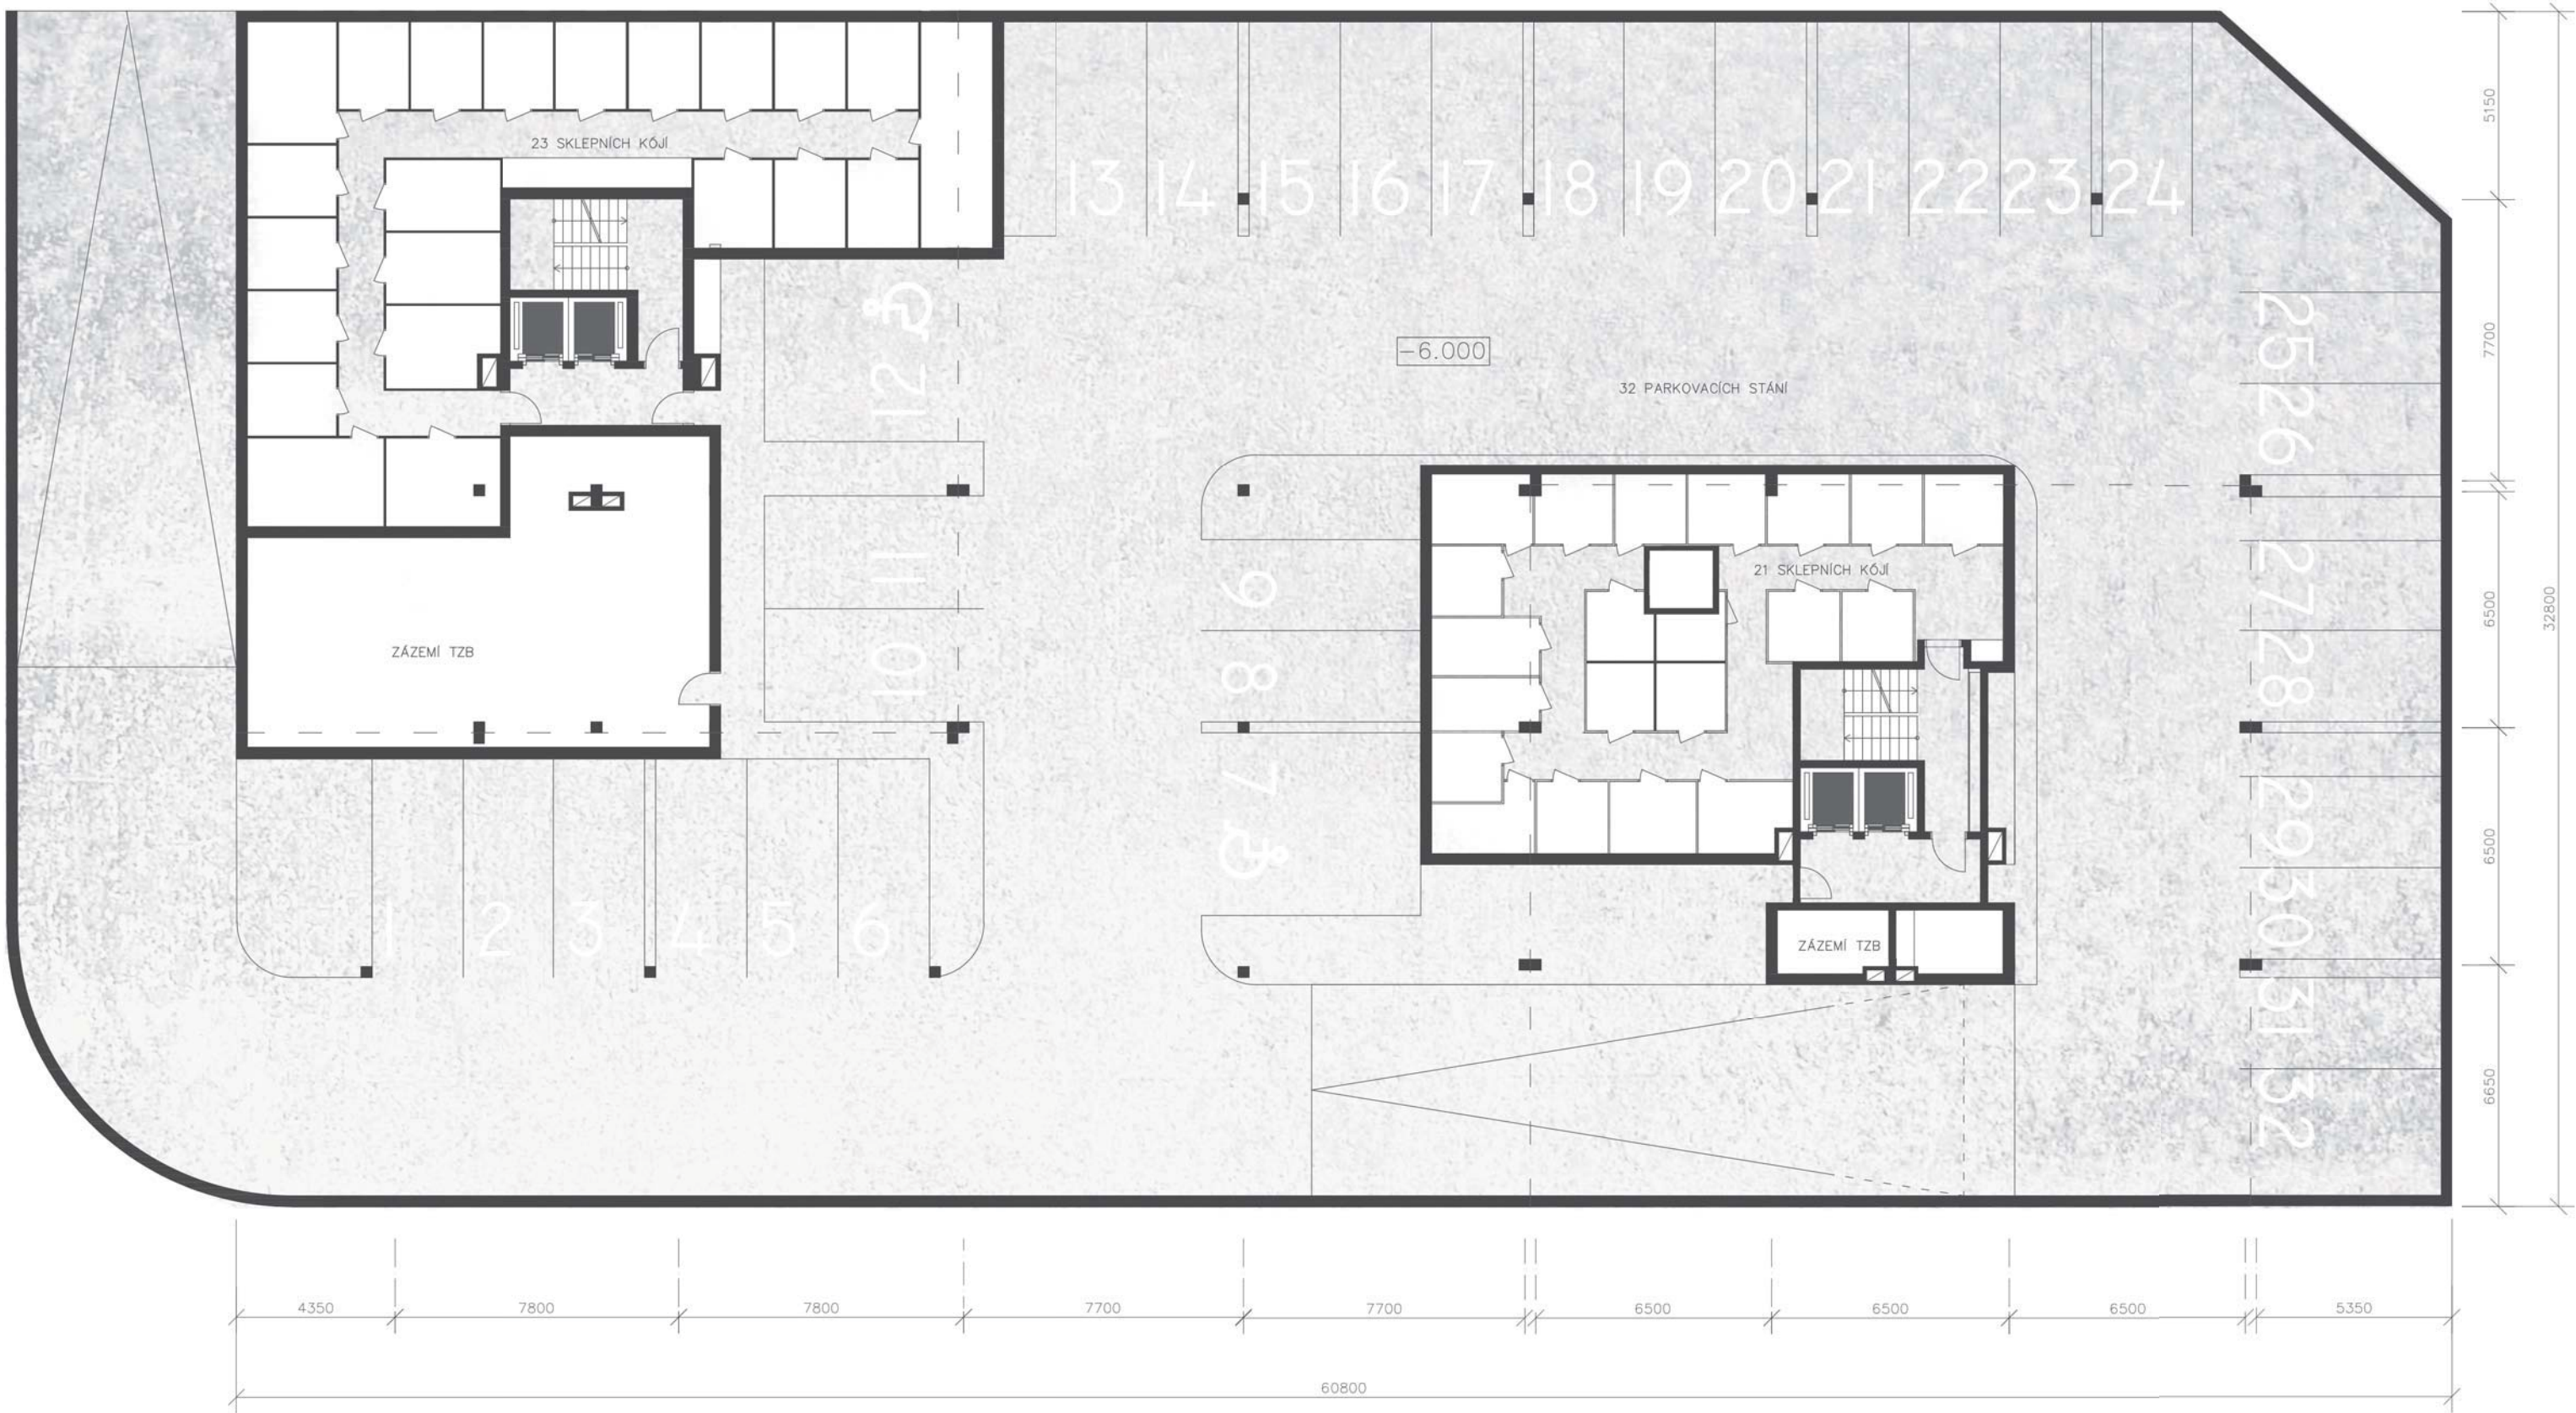 23 SKLEPNÍCH KÓJÍ
13 14 15 16 17 18 19 20 21 22 23 24
5150
-6.000
32 PARKOVACÍCH STÁNÍ
12
7700
25
26
21 SKLEPNÍCH KÓJÍ
11
10
9
8
7
27
28
6500
32800
ZÁZEMÍ TZB
29
30
6500
1 2 3 4 5 6
ZÁZEMÍ TZB
31
32
6650
4350 7800 7800 7700 7700 6500 6500 6500 5350
60800